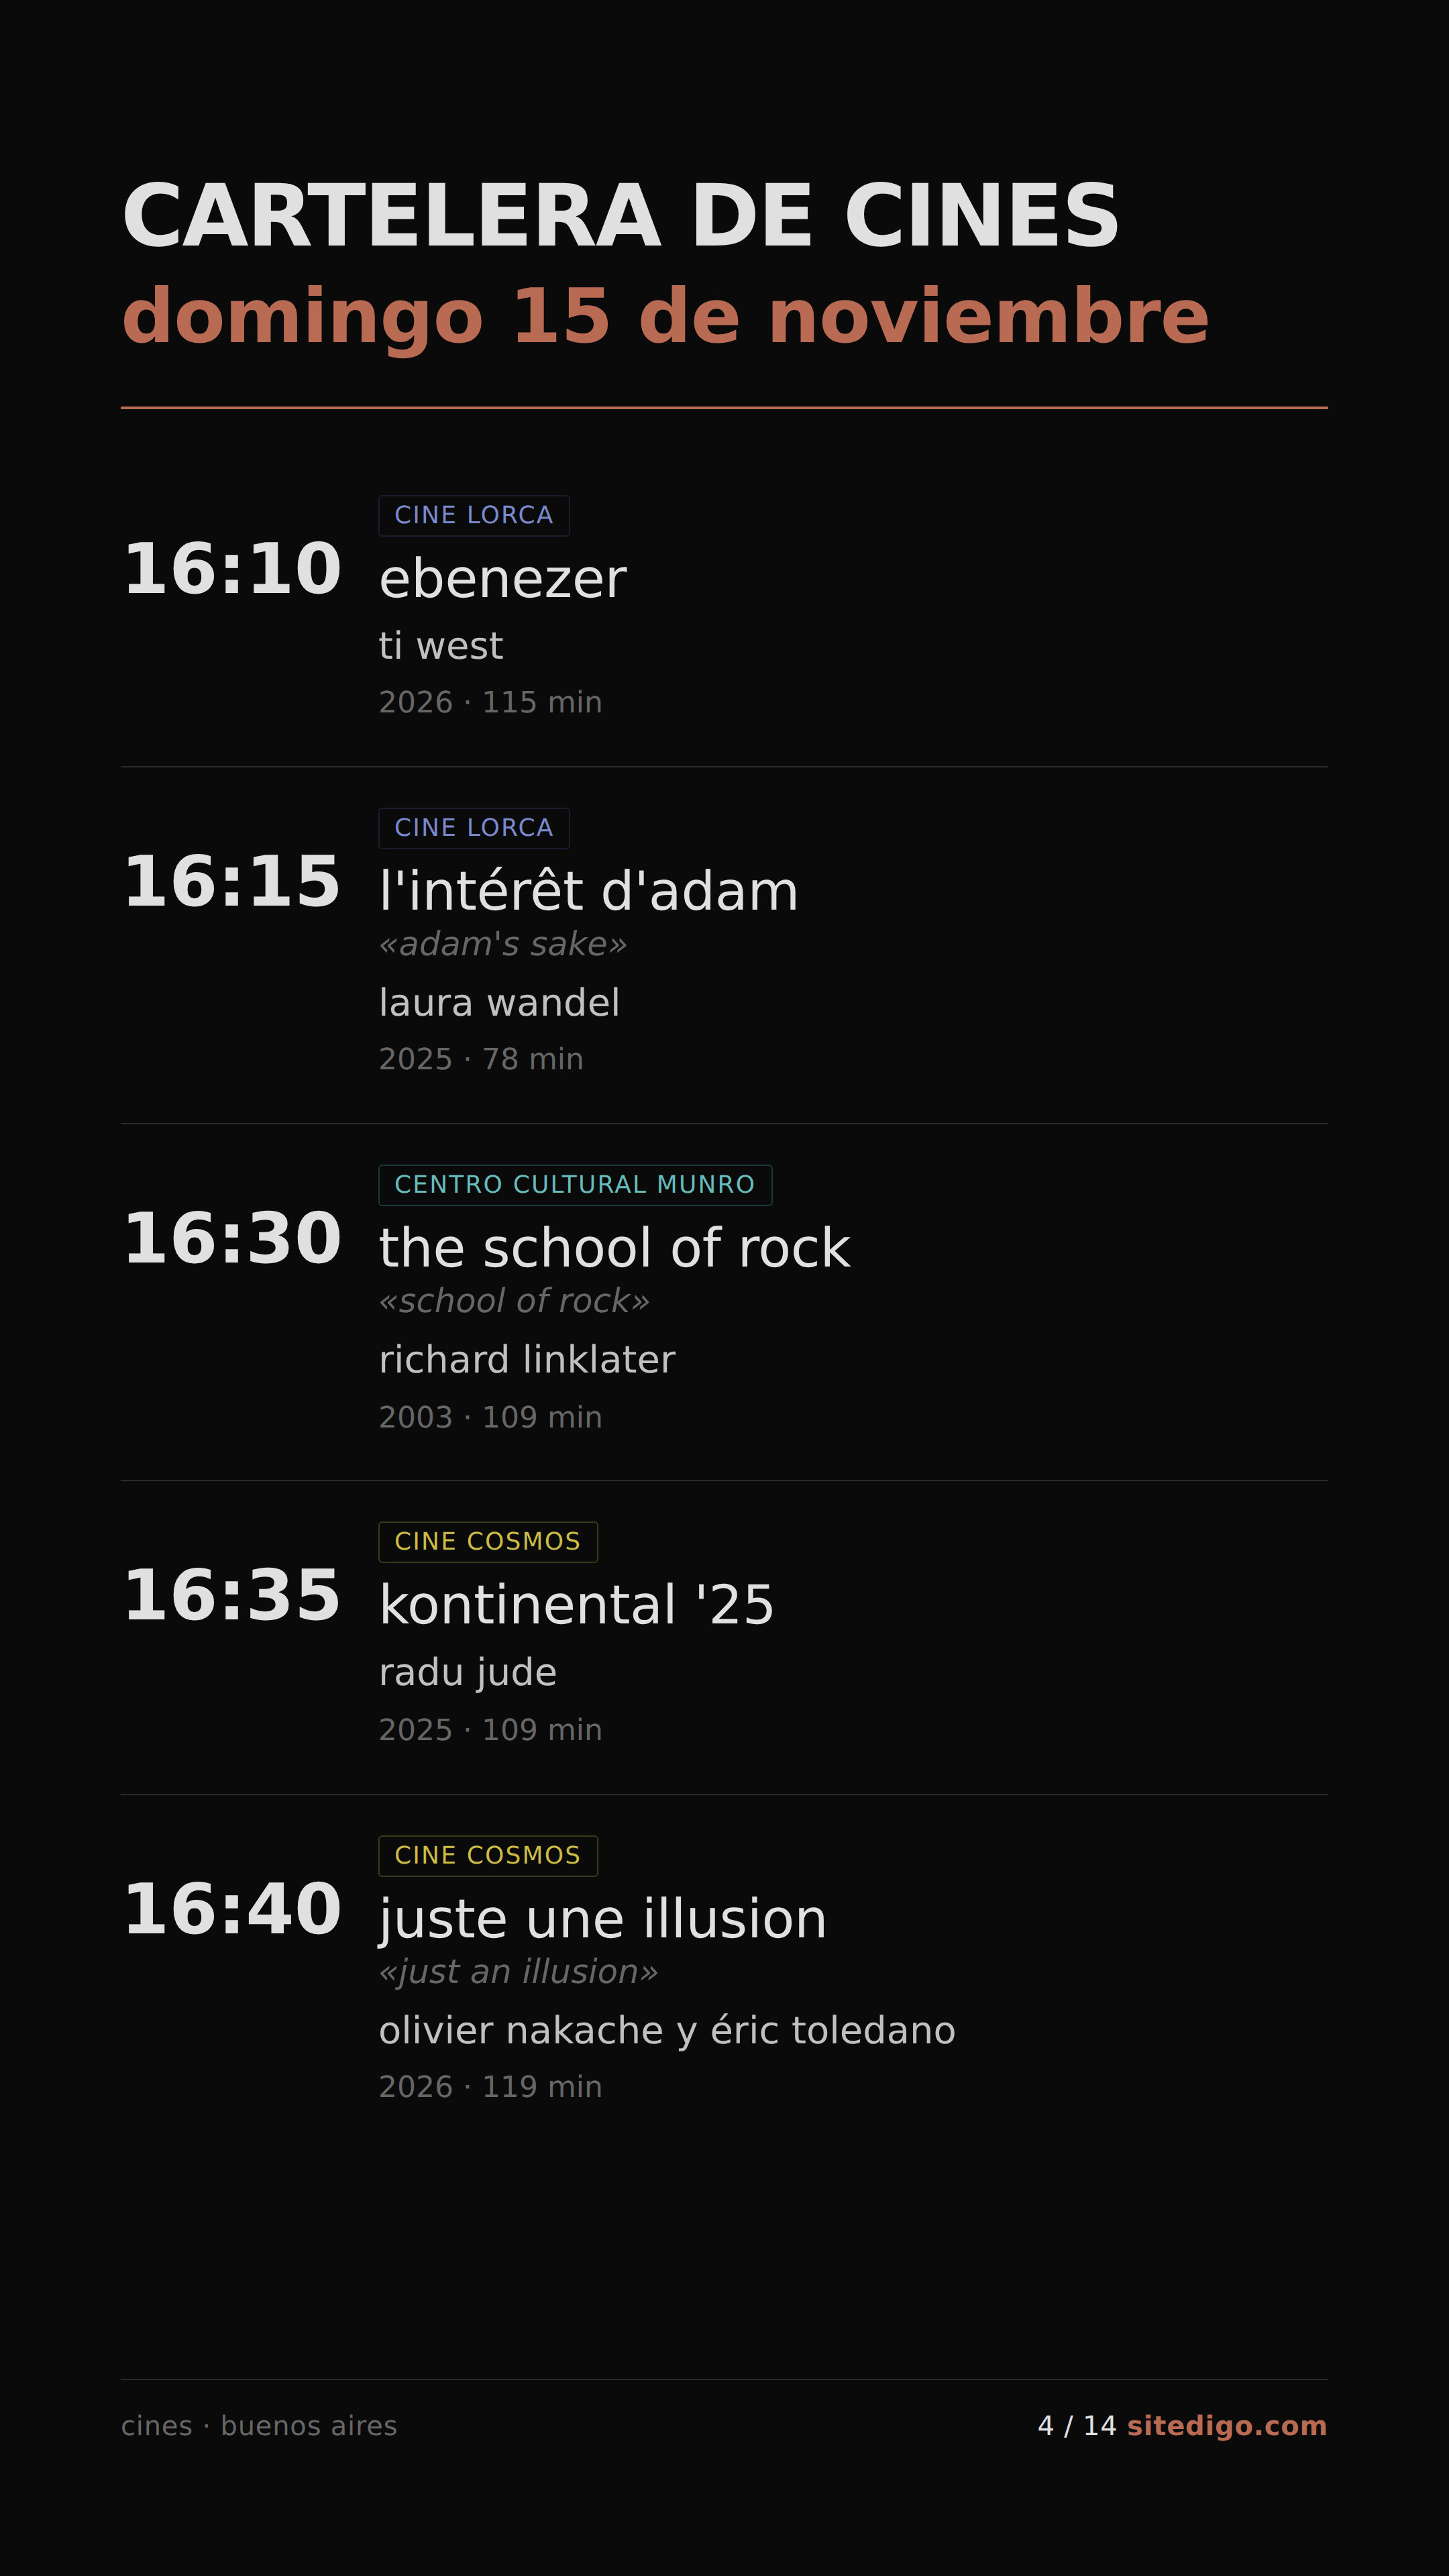 CARTELERA DE CINES
domingo 15 de noviembre
CINE LORCA
16:10
ebenezer
ti west
2026 · 115 min
CINE LORCA
16:15
l'intérêt d'adam
«adam's sake»
laura wandel
2025 · 78 min
CENTRO CULTURAL MUNRO
16:30
the school of rock
«school of rock»
richard linklater
2003 · 109 min
CINE COSMOS
16:35
kontinental '25
radu jude
2025 · 109 min
CINE COSMOS
16:40
juste une illusion
«just an illusion»
olivier nakache y éric toledano
2026 · 119 min
cines · buenos aires
4 / 14 sitedigo.com